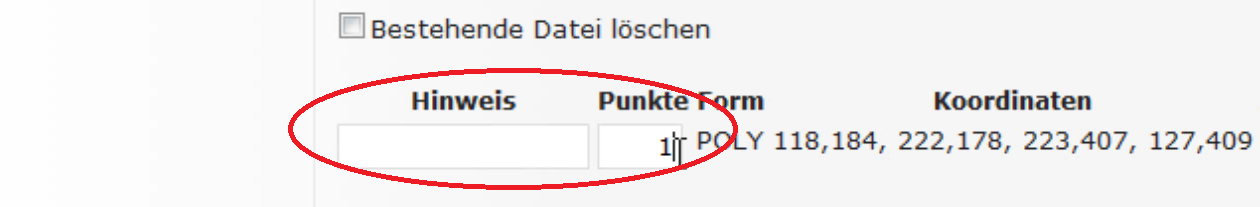 Bestehende Datei löschen
Hinweis Punkte Form Koordinaten
1 POLY 118,184, 222,178, 223,407, 127,409